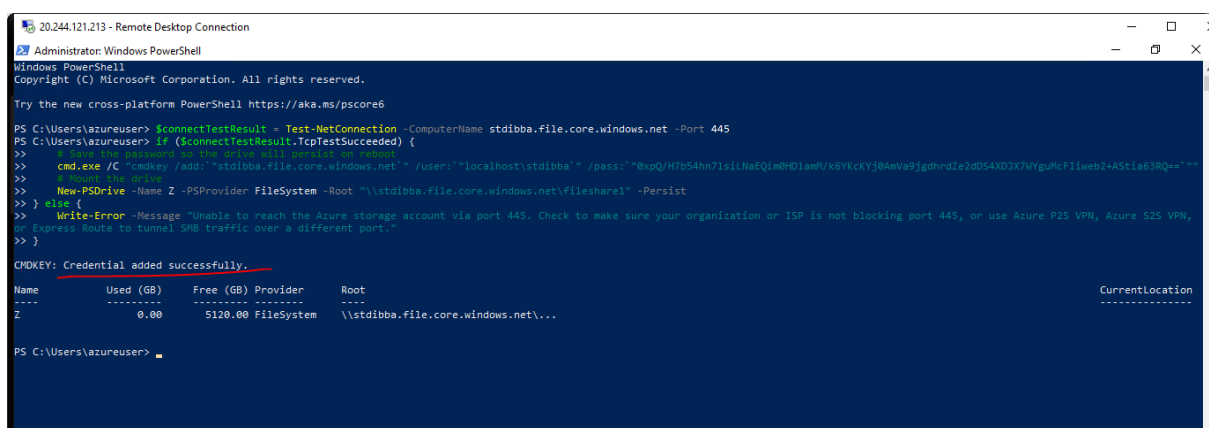 20.244.121.213 - Remote Desktop Connection
Administrator: Windows PowerShell
Windows PowerShell
Copyright (C) Microsoft Corporation. All rights reserved.
Try the new cross-platform PowerShell https://aka.ms/pscore6
PS C:\Users\azureuser> $connectTestResult = Test-NetConnection -ComputerName stdibba.file.core.windows.net -Port 445
PS C:\Users\azureuser> if ($connectTestResult.TcpTestSucceeded) {
>>     # Save the password so the drive will persist on reboot
>>     cmd.exe /C "cmdkey /add:`"stdibba.file.core.windows.net`" /user:`"localhost\stdibba`" /pass:`"
>>     # Mount the drive
>>     New-PSDrive -Name Z -PSProvider FileSystem -Root "\\stdibba.file.core.windows.net\fileshare1" -Persist
>> } else {
>>     Write-Error -Message "Unable to reach the Azure storage account via port 445. Check to make sure your organization or ISP is not blocking port 445, or use Azure P2S VPN, Azure S2S VPN,
or Express Route to tunnel SMB traffic over a different port."
>> }
CMDKEY: Credential added successfully.
Name Used (GB) Free (GB) Provider Root CurrentLocation
---- --------- --------- -------- ---- ---------------
Z 0.00 5120.00 FileSystem \\stdibba.file.core.windows.net\...
PS C:\Users\azureuser>